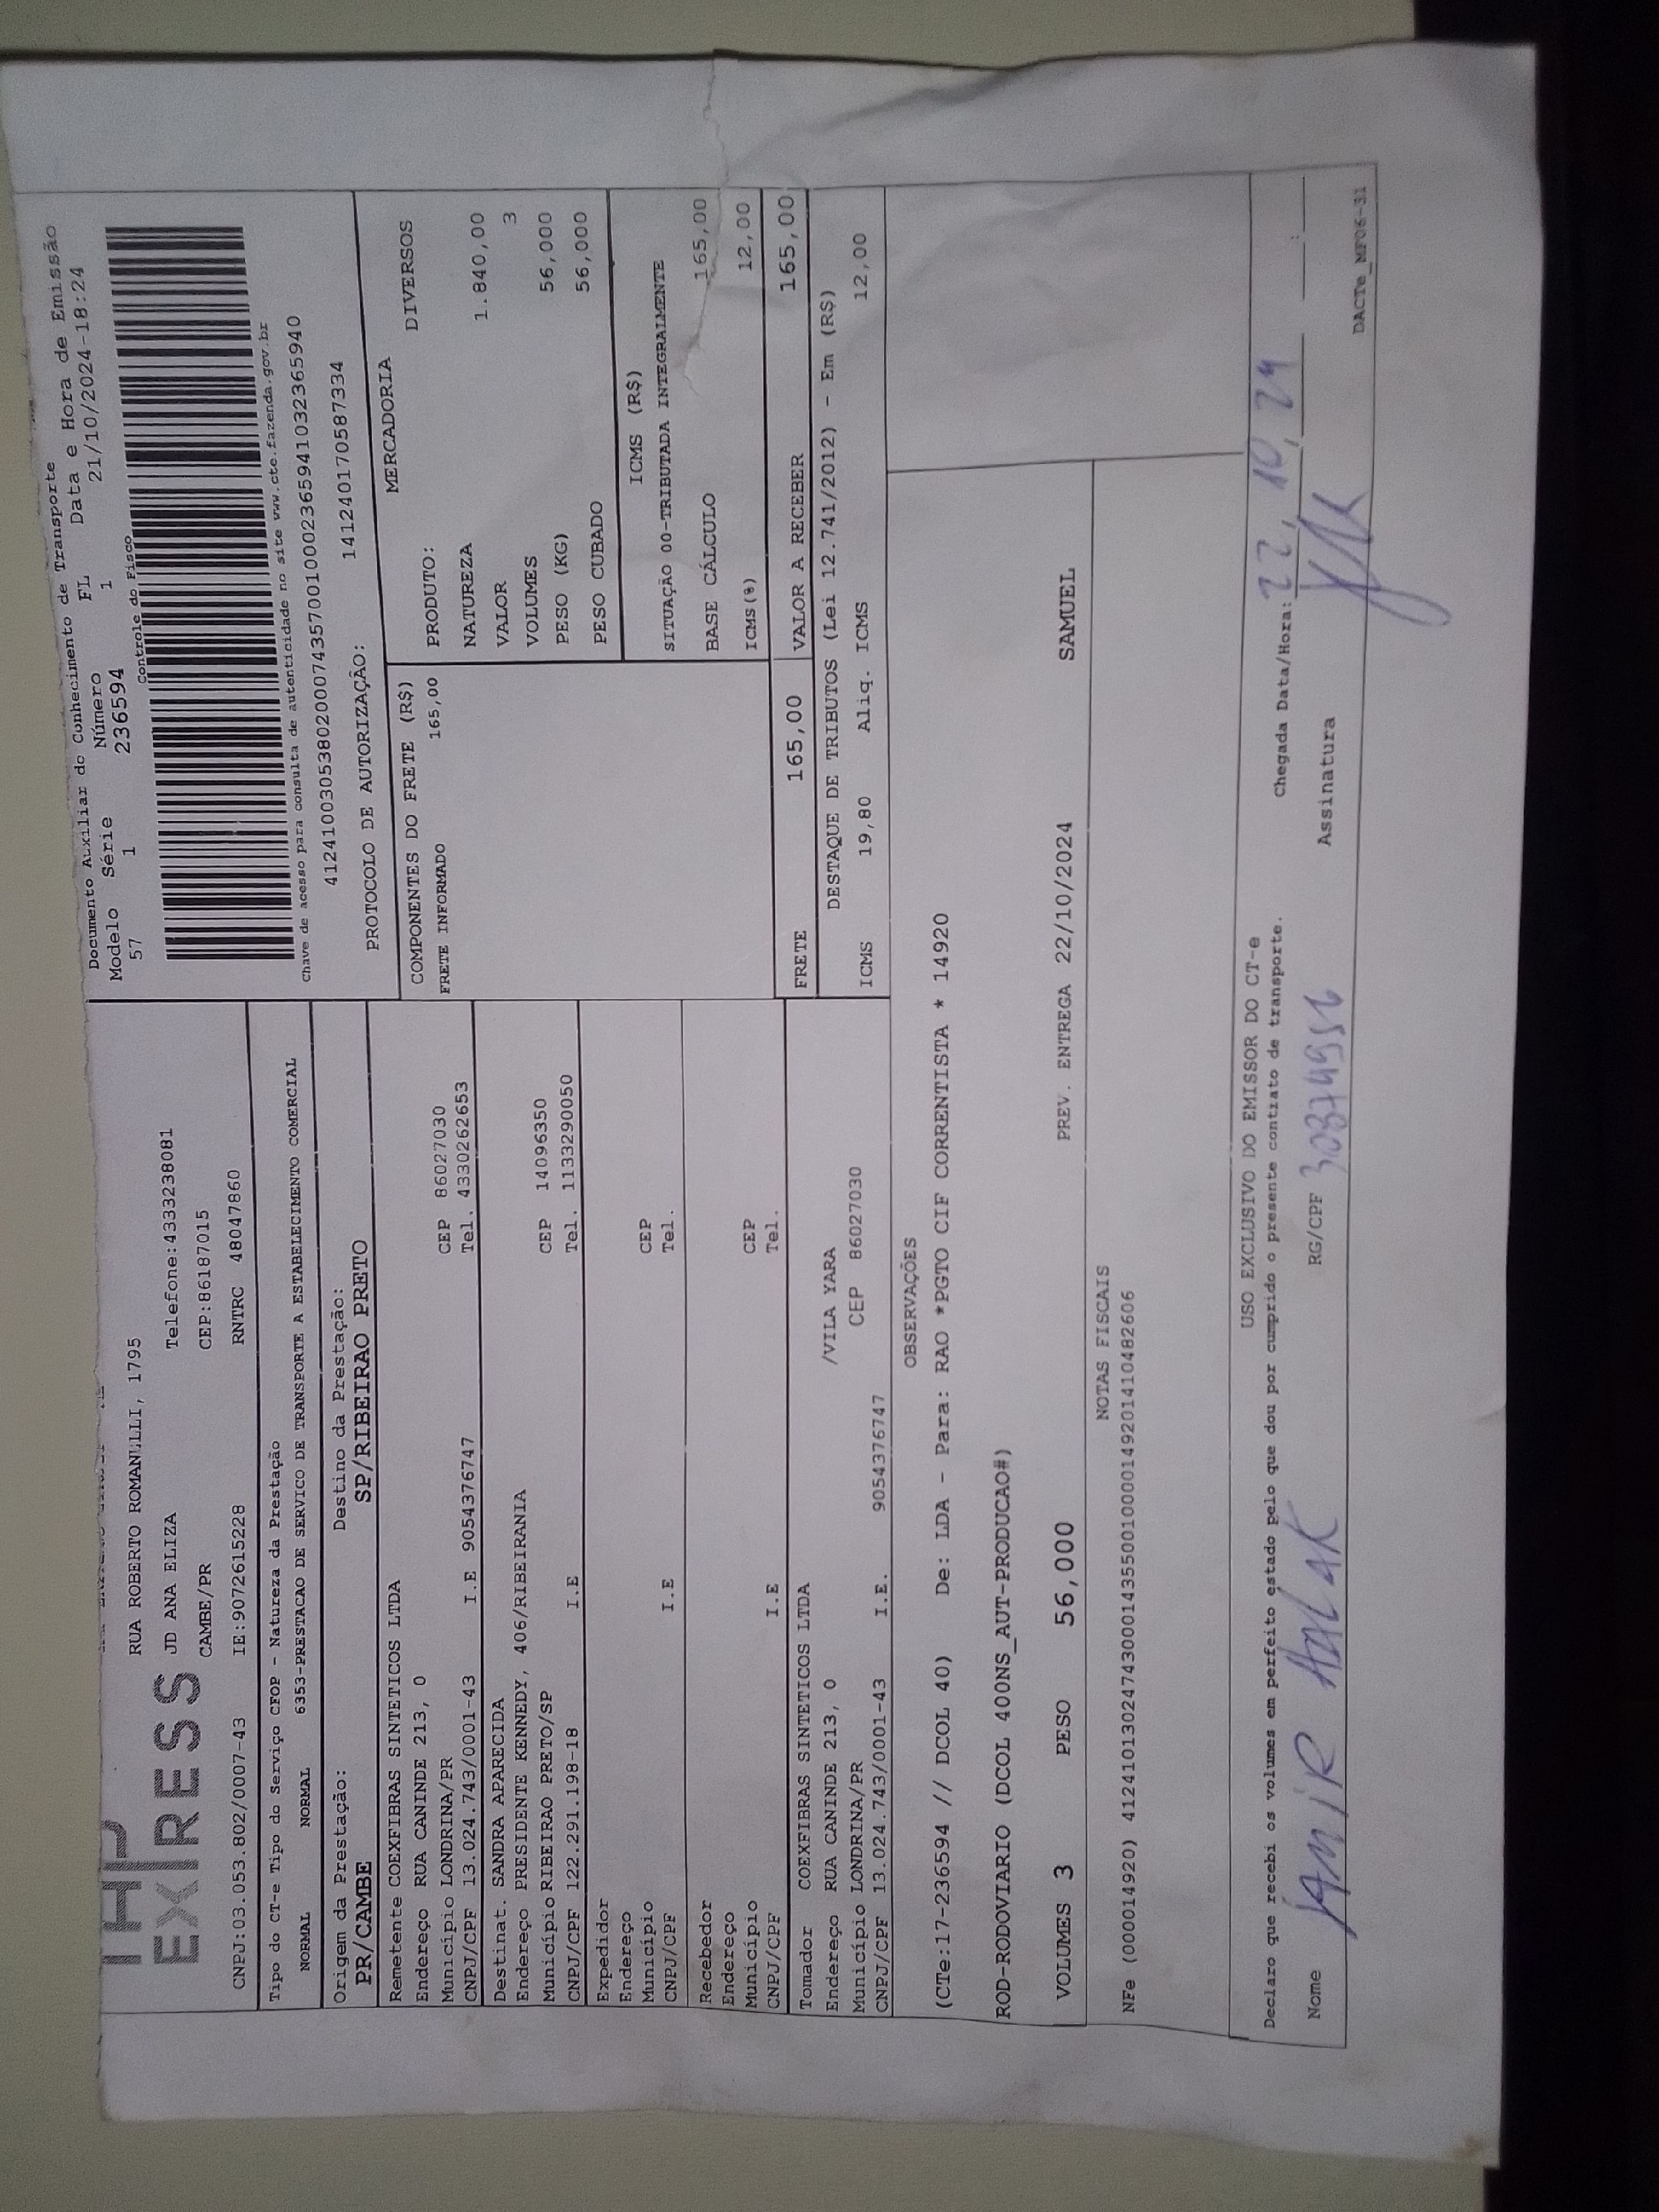 EXPRESS
RUA ROBERTO ROMANELLI, 1795
JD ANA ELIZA Telefone:4333238081
CAMBE/PR CEP:86187015
CNPJ:03.053.802/0007-43 IE:9072615228 RNTRC 48047860
Documento Auxiliar do Conhecimento de Transporte
Modelo Série Número FL Data e Hora de Emissão
57 1 236594 1 21/10/2024-18:24
Controle do Fisco
Chave de acesso para consulta de autenticidade no site www.cte.fazenda.gov.br
41241003053802000743570010002365941032365940
PROTOCOLO DE AUTORIZAÇÃO: 141240170587334
Tipo do CT-e Tipo do Serviço CFOP - Natureza da Prestação
NORMAL NORMAL 6353-PRESTACAO DE SERVICO DE TRANSPORTE A ESTABELECIMENTO COMERCIAL
Origem da Prestação: Destino da Prestação:
PR/CAMBE SP/RIBEIRAO PRETO
Remetente COEXFIBRAS SINTETICOS LTDA
Endereço RUA CANINDE 213, 0
Município LONDRINA/PR CEP 86027030
CNPJ/CPF 13.024.743/0001-43 I.E 9054376747 Tel. 4330262653
Destinat. SANDRA APARECIDA
Endereço PRESIDENTE KENNEDY, 406/RIBEIRANIA
Município RIBEIRAO PRETO/SP CEP 14096350
CNPJ/CPF 122.291.198-18 I.E Tel. 1133290050
Expedidor
Endereço
Município CEP
CNPJ/CPF I.E Tel.
Recebedor
Endereço
Município CEP
CNPJ/CPF I.E Tel.
Tomador COEXFIBRAS SINTETICOS LTDA
Endereço RUA CANINDE 213, 0 /VILA YARA
Município LONDRINA/PR CEP 86027030
CNPJ/CPF 13.024.743/0001-43 I.E. 9054376747
COMPONENTES DO FRETE (R$)
FRETE INFORMADO 165,00
MERCADORIA
PRODUTO: DIVERSOS
NATUREZA
VALOR 1.840,00
VOLUMES 3
PESO (KG) 56,000
PESO CUBADO 56,000
ICMS (R$)
SITUAÇÃO 00-TRIBUTADA INTEGRALMENTE
BASE CÁLCULO 165,00
ICMS(%) 12,00
FRETE 165,00 VALOR A RECEBER 165,00
DESTAQUE DE TRIBUTOS (Lei 12.741/2012) - Em (R$)
ICMS 19,80 Aliq. ICMS 12,00
OBSERVAÇÕES
(CTe:17-236594 // DCOL 40) De: LDA - Para: RAO *PGTO CIF CORRENTISTA * 14920
ROD-RODOVIARIO (DCOL 400NS_AUT-PRODUCAO#)
VOLUMES 3 PESO 56,000 PREV. ENTREGA 22/10/2024 SAMUEL
NOTAS FISCAIS
NFe (000014920) 41241013024743000143550010000149201410482606
USO EXCLUSIVO DO EMISSOR DO CT-e
Declaro que recebi os volumes em perfeito estado pelo que dou por cumprido o presente contrato de transporte. Chegada Data/Hora: 22, 10, 24 :
Nome RG/CPF Assinatura
DACTe_MF06-31